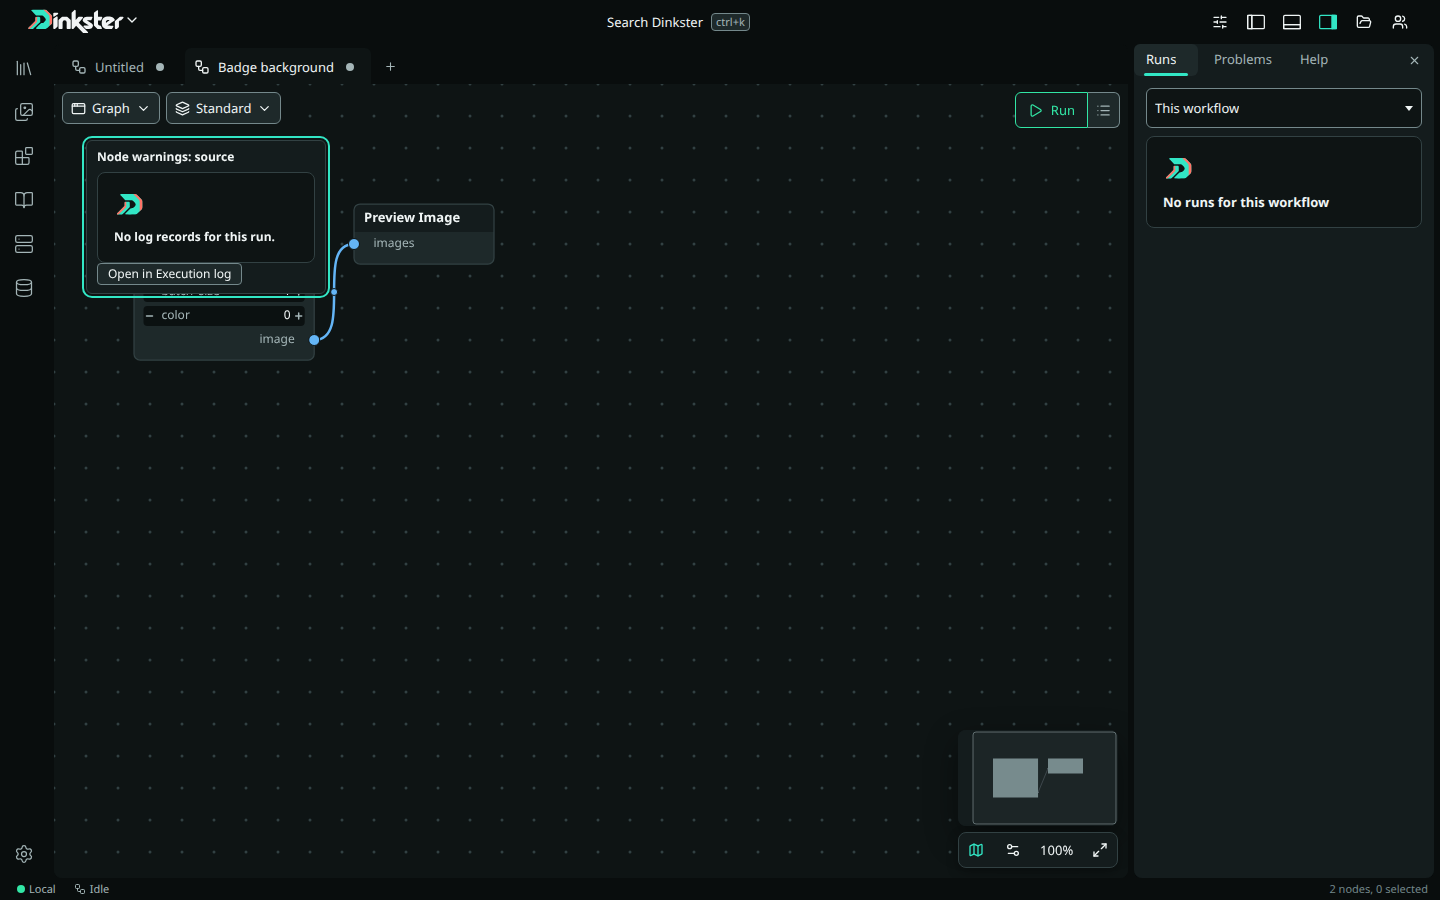 Dinkster
Search Dinkster ctrl+k
Untitled
Badge background
Runs
Problems
Help
Graph
Standard
Run
This workflow
No runs for this workflow
Node warnings: source
No log records for this run.
Open in Execution log
Preview Image
images
color 0
image
100%
Local
Idle
2 nodes, 0 selected